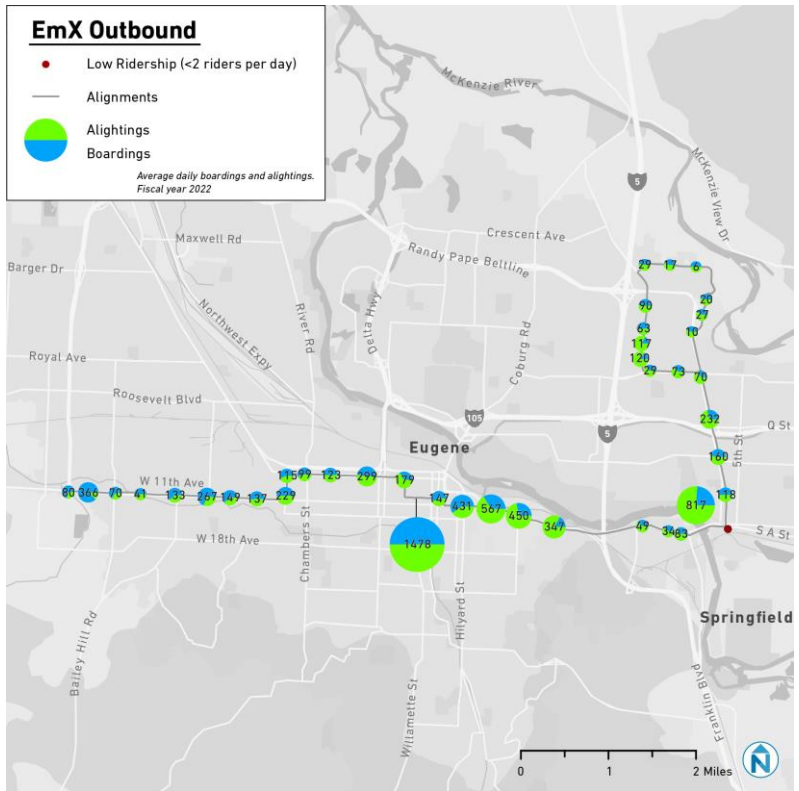 EmX Outbound
Low Ridership (<2 riders per day)
Alignments
Alightings
Boardings
Average daily boardings and alightings.
Fiscal year 2022
McKenzie River
McKenzie View Dr
5
Crescent Ave
Maxwell Rd
Randy Pape Beltline
Barger Dr
Northwest Expy
River Rd
Delta Hwy
Coburg Rd
29
17
6
20
27
90
10
63
117
120
29
73
70
Royal Ave
Roosevelt Blvd
105
5
232
Q St
Eugene
160
5th St
W 11th Ave
115
99
123
299
179
80
366
70
41
133
267
149
137
229
147
431
567
450
347
817
118
49
34
83
S A St
1478
W 18th Ave
Chambers St
Hilyard St
Bailey Hill Rd
Willamette St
Franklin Blvd
Springfield
0
2 Miles
N